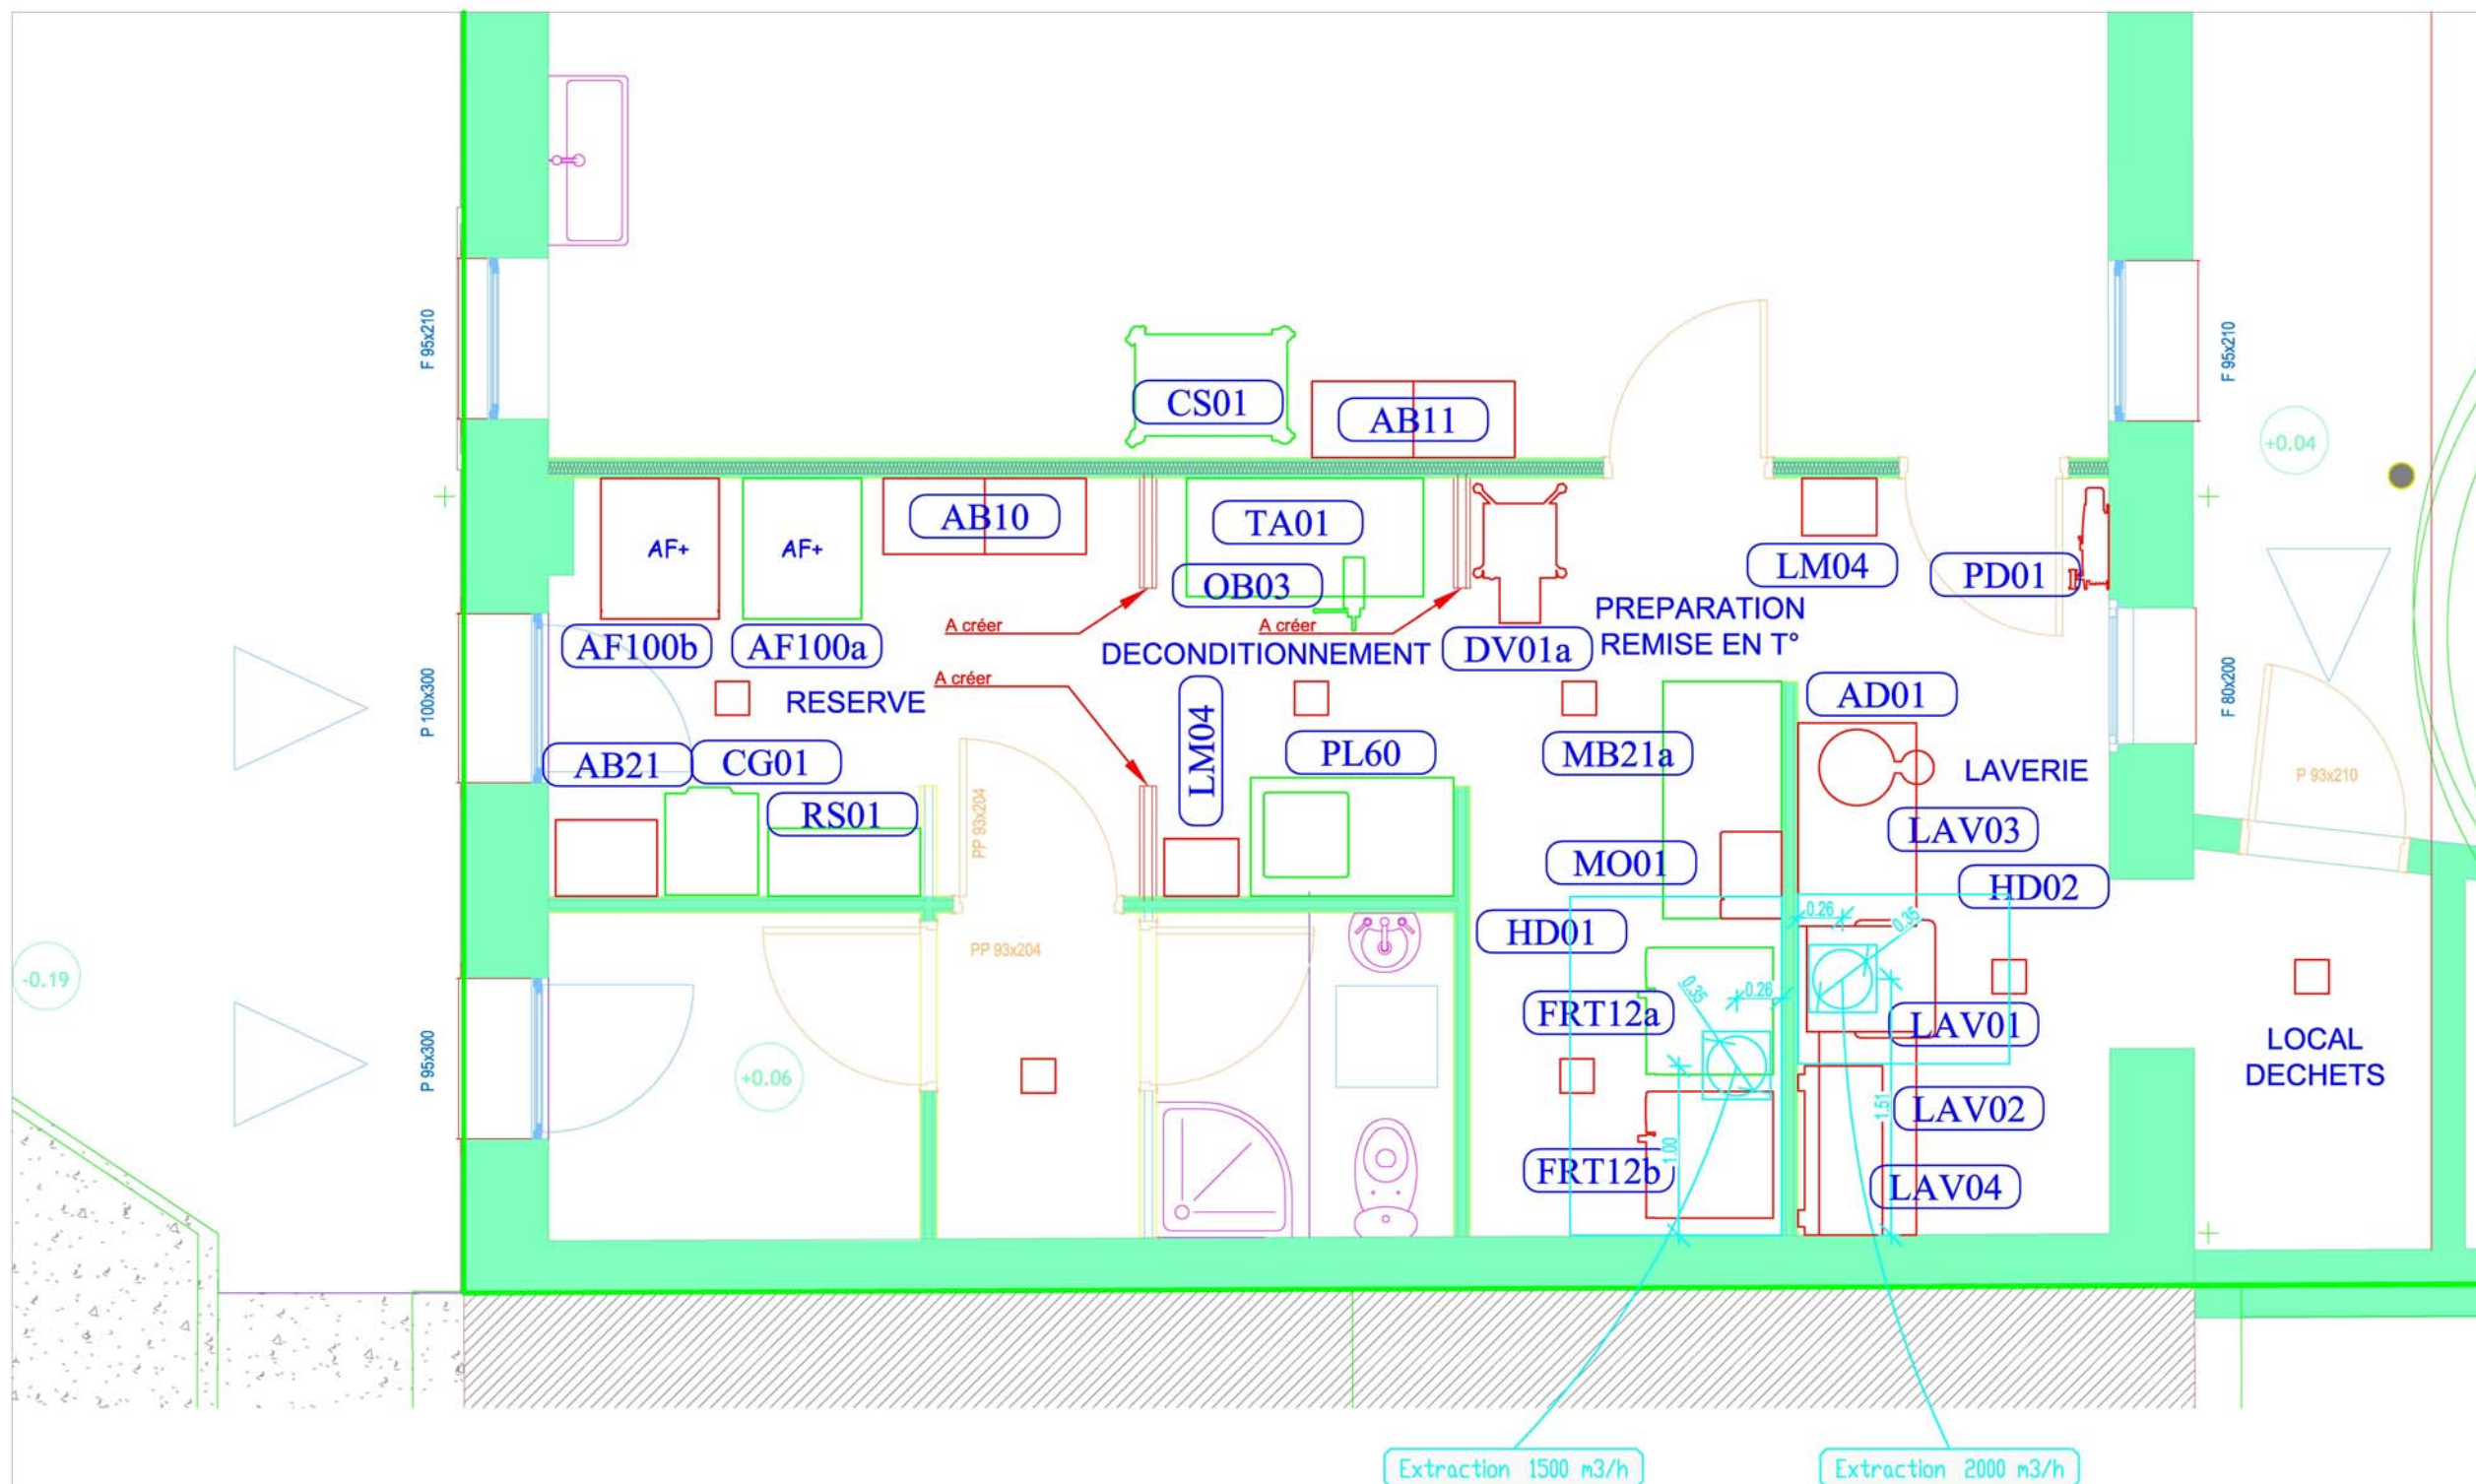 F 95x210
F 95x210
CS01
AB11
+0.04
AF+
AF+
AB10
TA01
OB03
LM04
PD01
A créer
A créer
PREPARATION
REMISE EN T°
AF100b
AF100a
DECONDITIONNEMENT
DV01a
P 100x300
RESERVE
A créer
LM04
AD01
F 80x200
AB21
CG01
PL60
MB21a
LAVERIE
P 93x210
RS01
PP 93x204
LAV03
MO01
HD02
HD01
0.26
0.35
PP 93x204
-0.19
0.35
0.26
FRT12a
LAV01
LOCAL
DECHETS
P 95x300
+0.06
1.51
LAV02
1.00
FRT12b
LAV04
Extraction 1500 m3/h
Extraction 2000 m3/h